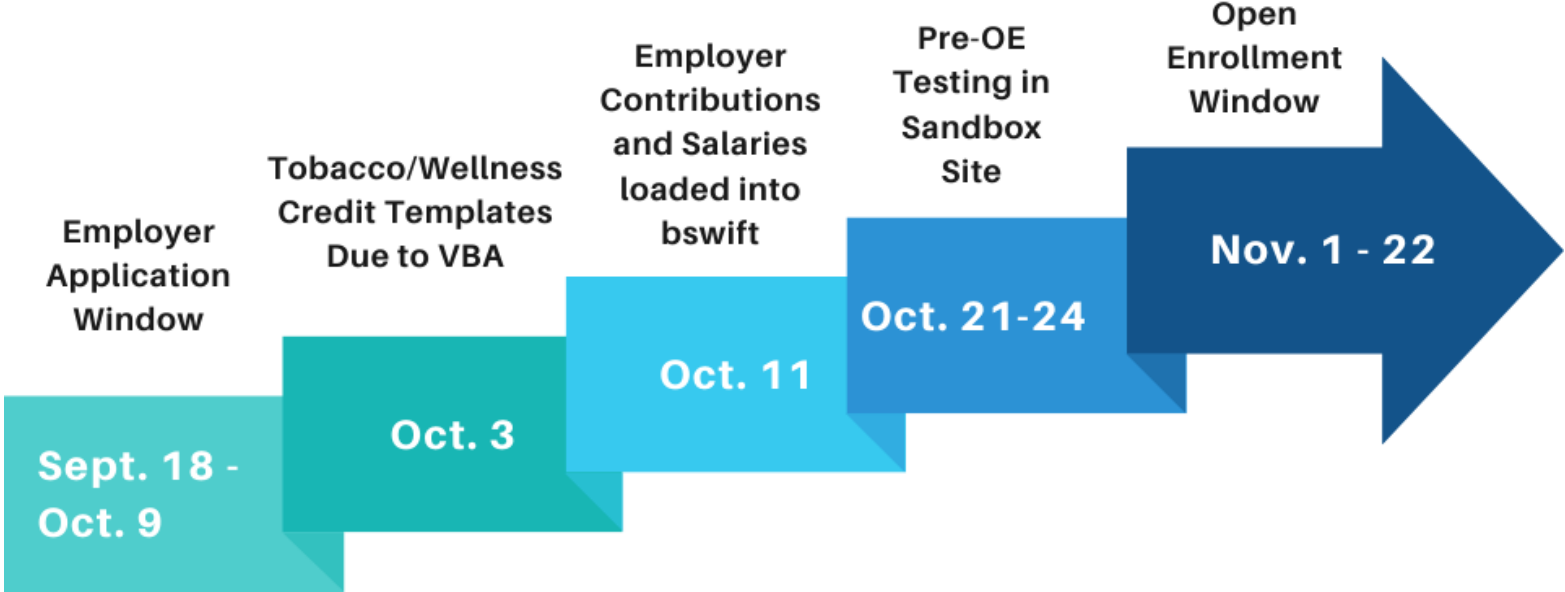 Employer
Application
Window
Sept. 18 -
Oct. 9
Tobacco/Wellness
Credit Templates
Due to VBA
Oct. 3
Employer
Contributions
and Salaries
loaded into
bswift
Oct. 11
Pre-OE
Testing in
Sandbox
Site
Oct. 21-24
Open
Enrollment
Window
Nov. 1 - 22